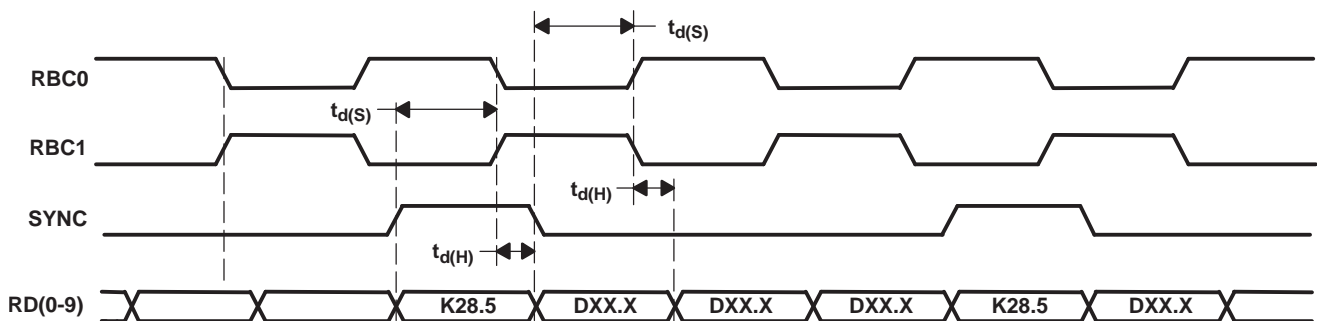 t_d(S)
RBC0
t_d(S)
RBC1
t_d(H)
SYNC
t_d(H)
RD(0-9) K28.5 DXX.X DXX.X DXX.X K28.5 DXX.X